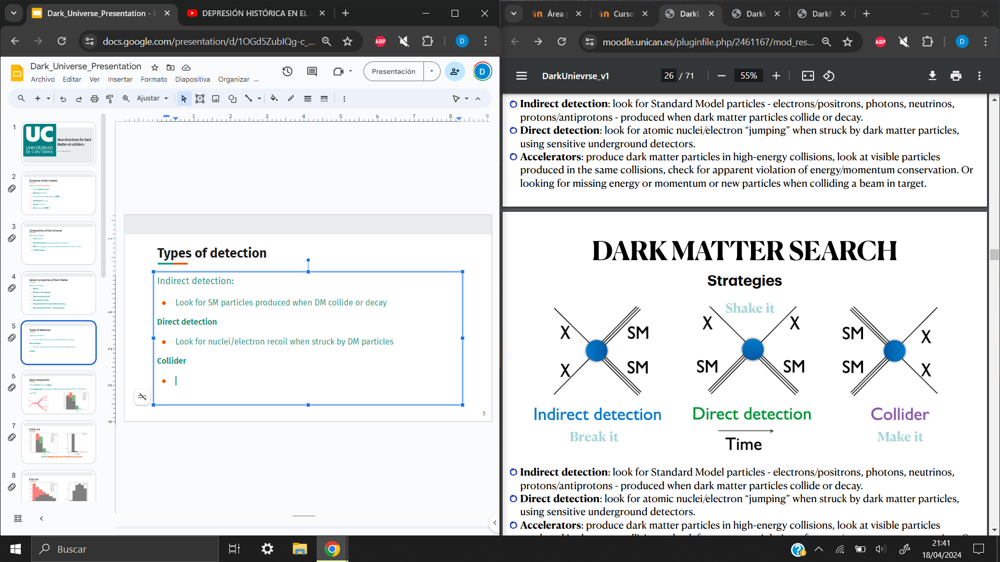 Dark_Universe_Presentation - F
DEPRESIÓN HISTÓRICA EN EL
docs.google.com/presentation/d/1OGd5ZubIQg-c_...
ABP
D
Dark_Universe_Presentation
Archivo Editar Ver Insertar Formato Diapositiva Organizar ...
Presentación
D
Ajustar
1 2 3 4 5 6 7 8 9
1
UC
UNIVERSIDAD
DE CANTABRIA
New directions for Dark
Matter at colliders.
2
Existence of dark matter
3
Composition of the Universe
4
Generic properties of Dark Matter
5
Types of detection
6
Data composition
7
Initial cut
8
First cut
1
1
2
3
4
Types of detection
Indirect detection:
Look for SM particles produced when DM collide or decay
Direct detection
Look for nuclei/electron recoil when struck by DM particles
Collider
5
Área
Curso
DarkU
DarkU
DarkM
moodle.unican.es/pluginfile.php/2461167/mod_res...
ABP
D
DarkUnievrse_v1
26 / 71
55%
Indirect detection: look for Standard Model particles - electrons/positrons, photons, neutrinos,
protons/antiprotons - produced when dark matter particles collide or decay.
Direct detection: look for atomic nuclei/electron “jumping” when struck by dark matter particles,
using sensitive underground detectors.
Accelerators: produce dark matter particles in high-energy collisions, look at visible particles
produced in the same collisions, check for apparent violation of energy/momentum conservation. Or
looking for missing energy or momentum or new particles when colliding a beam in target.
DARK MATTER SEARCH
Strategies
Shake it
X SM X X SM X
X SM SM SM SM X
Indirect detection Direct detection Collider
Break it Make it
Time
Indirect detection: look for Standard Model particles - electrons/positrons, photons, neutrinos,
protons/antiprotons - produced when dark matter particles collide or decay.
Direct detection: look for atomic nuclei/electron “jumping” when struck by dark matter particles,
using sensitive underground detectors.
Accelerators: produce dark matter particles in high-energy collisions, look at visible particles
Buscar
21:41
18/04/2024